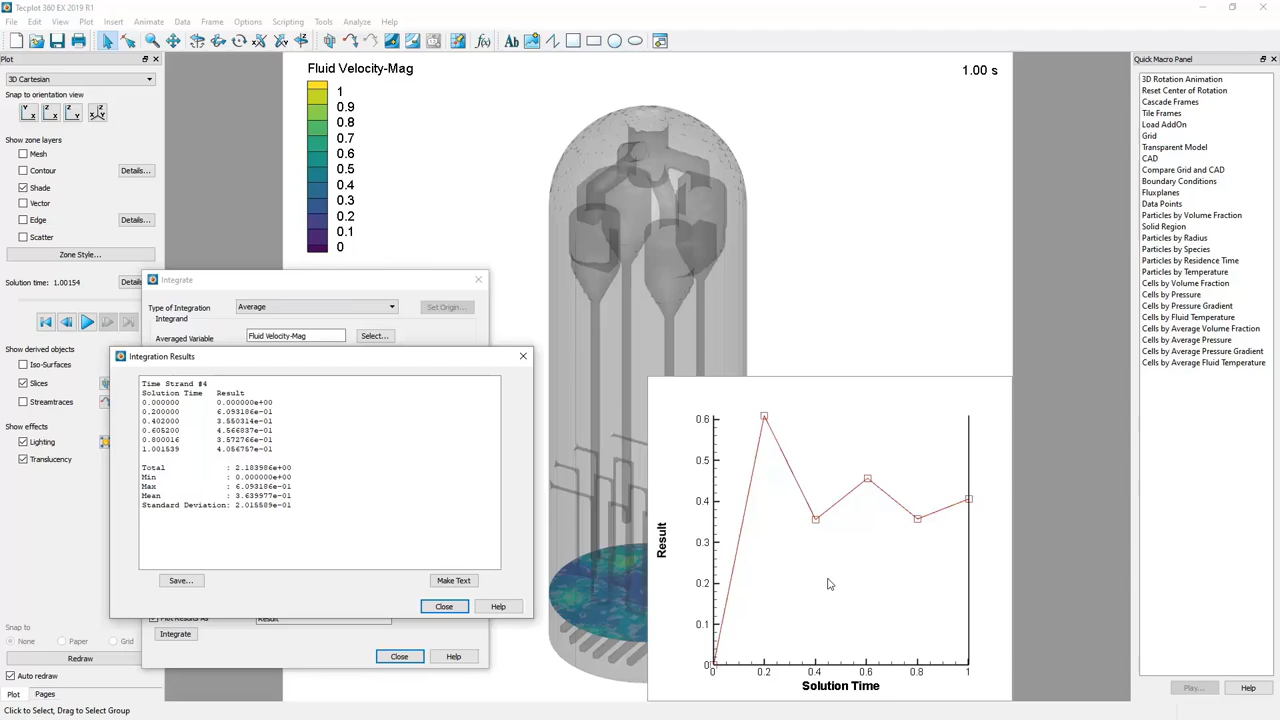 Tecplot 360 EX 2019 R1
File Edit View Plot Insert Animate Data Frame Options Scripting Tools Analyze Help
Plot
3D Cartesian
Snap to orientation view
Show zone layers
Mesh
Contour Details...
Shade
Vector
Edge Details...
Scatter
Zone Style...
Solution time: 1.00154 Details
Show derived objects
Iso-Surfaces
Slices
Streamtraces
Show effects
Lighting
Translucency
Snap to
None Paper Grid
Redraw
Auto redraw
Plot Pages
Click to Select, Drag to Select Group
Fluid Velocity-Mag
1
0.9
0.8
0.7
0.6
0.5
0.4
0.3
0.2
0.1
0
1.00 s
Integrate
Type of Integration Average Set Origin...
Integrand
Averaged Variable Fluid Velocity-Mag Select...
Integration Results
Time Strand #4
Solution Time Result
0.000000 0.000000e+00
0.200000 6.093186e-01
0.402000 3.550314e-01
0.605200 4.566837e-01
0.800016 3.572766e-01
1.001539 4.056757e-01
Total : 2.183986e+00
Min : 0.000000e+00
Max : 6.093186e-01
Mean : 3.639977e-01
Standard Deviation: 2.015589e-01
Save... Make Text
Close Help
Plot Results As Result
Integrate
Close Help
Result
0.6
0.5
0.4
0.3
0.2
0.1
0
0 0.2 0.4 0.6 0.8 1
Solution Time
Quick Macro Panel
3D Rotation Animation
Reset Center of Rotation
Cascade Frames
Tile Frames
Load AddOn
Grid
Transparent Model
CAD
Compare Grid and CAD
Boundary Conditions
Fluxplanes
Data Points
Particles by Volume Fraction
Solid Region
Particles by Radius
Particles by Species
Particles by Residence Time
Particles by Temperature
Cells by Volume Fraction
Cells by Pressure
Cells by Pressure Gradient
Cells by Fluid Temperature
Cells by Average Volume Fraction
Cells by Average Pressure
Cells by Average Pressure Gradient
Cells by Average Fluid Temperature
Play... Help